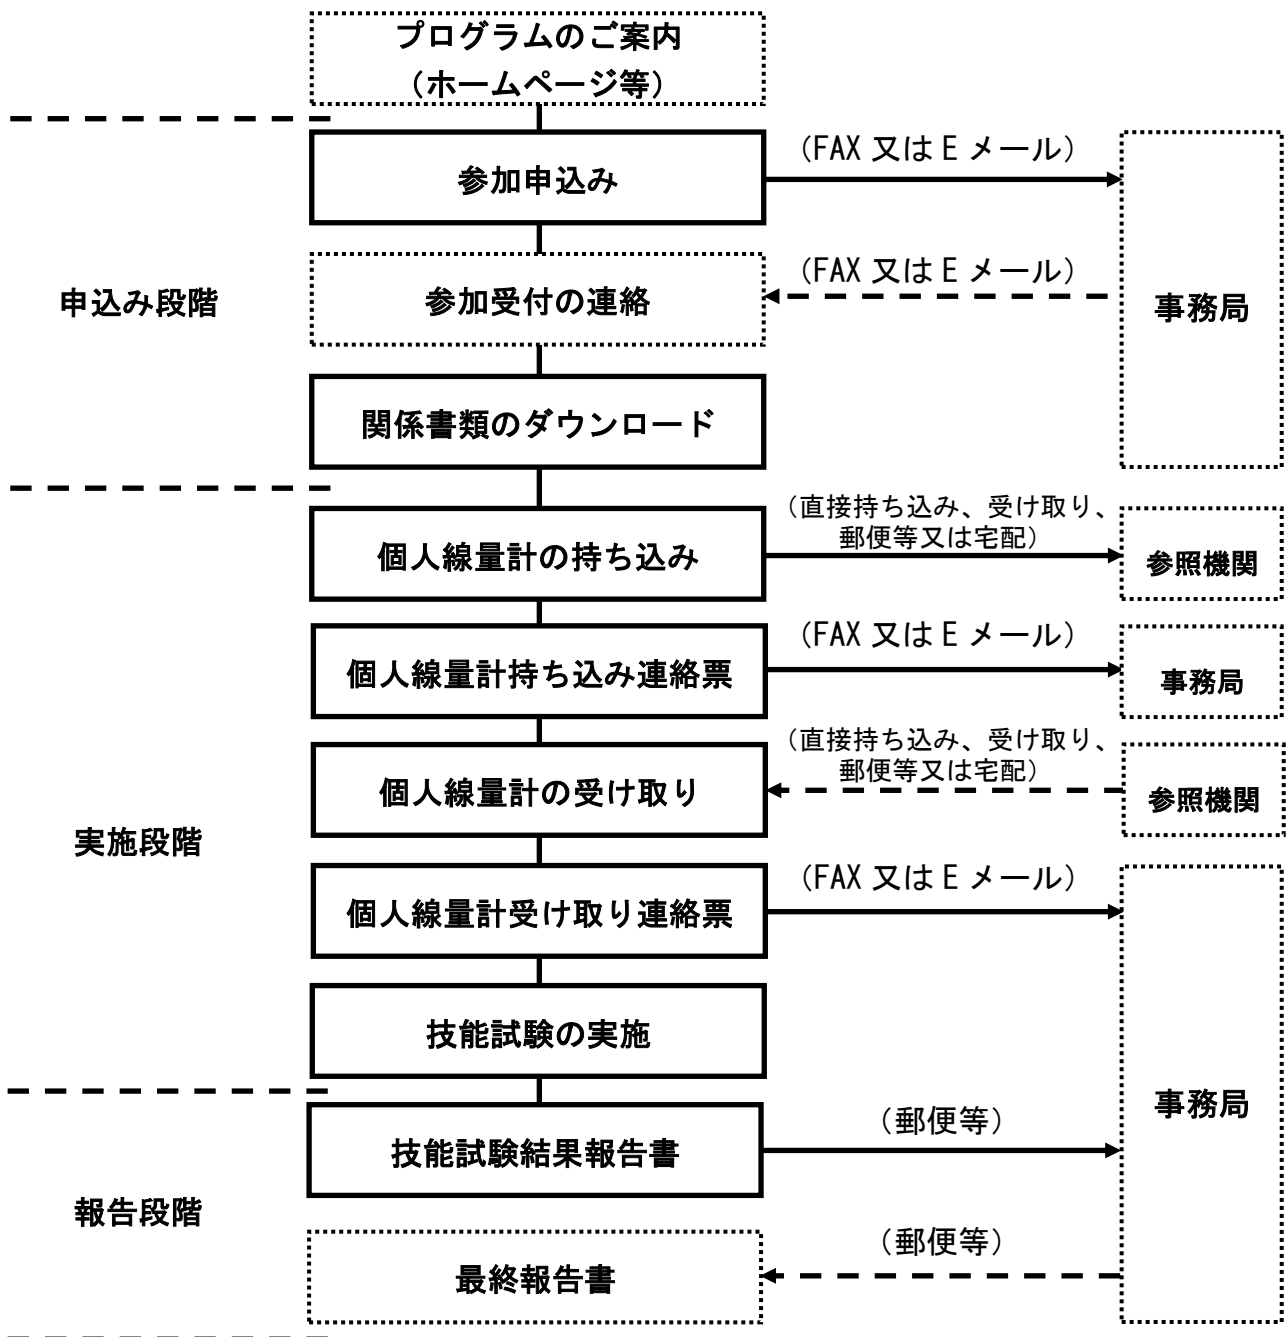 プログラムのご案内
（ホームページ等）
参加申込み
（FAX 又は E メール）
申込み段階
参加受付の連絡
（FAX 又は E メール）
事務局
関係書類のダウンロード
個人線量計の持ち込み
（直接持ち込み、受け取り、
郵便等又は宅配）
参照機関
個人線量計持ち込み連絡票
（FAX 又は E メール）
事務局
個人線量計の受け取り
（直接持ち込み、受け取り、
郵便等又は宅配）
参照機関
実施段階
個人線量計受け取り連絡票
（FAX 又は E メール）
技能試験の実施
事務局
技能試験結果報告書
（郵便等）
報告段階
最終報告書
（郵便等）